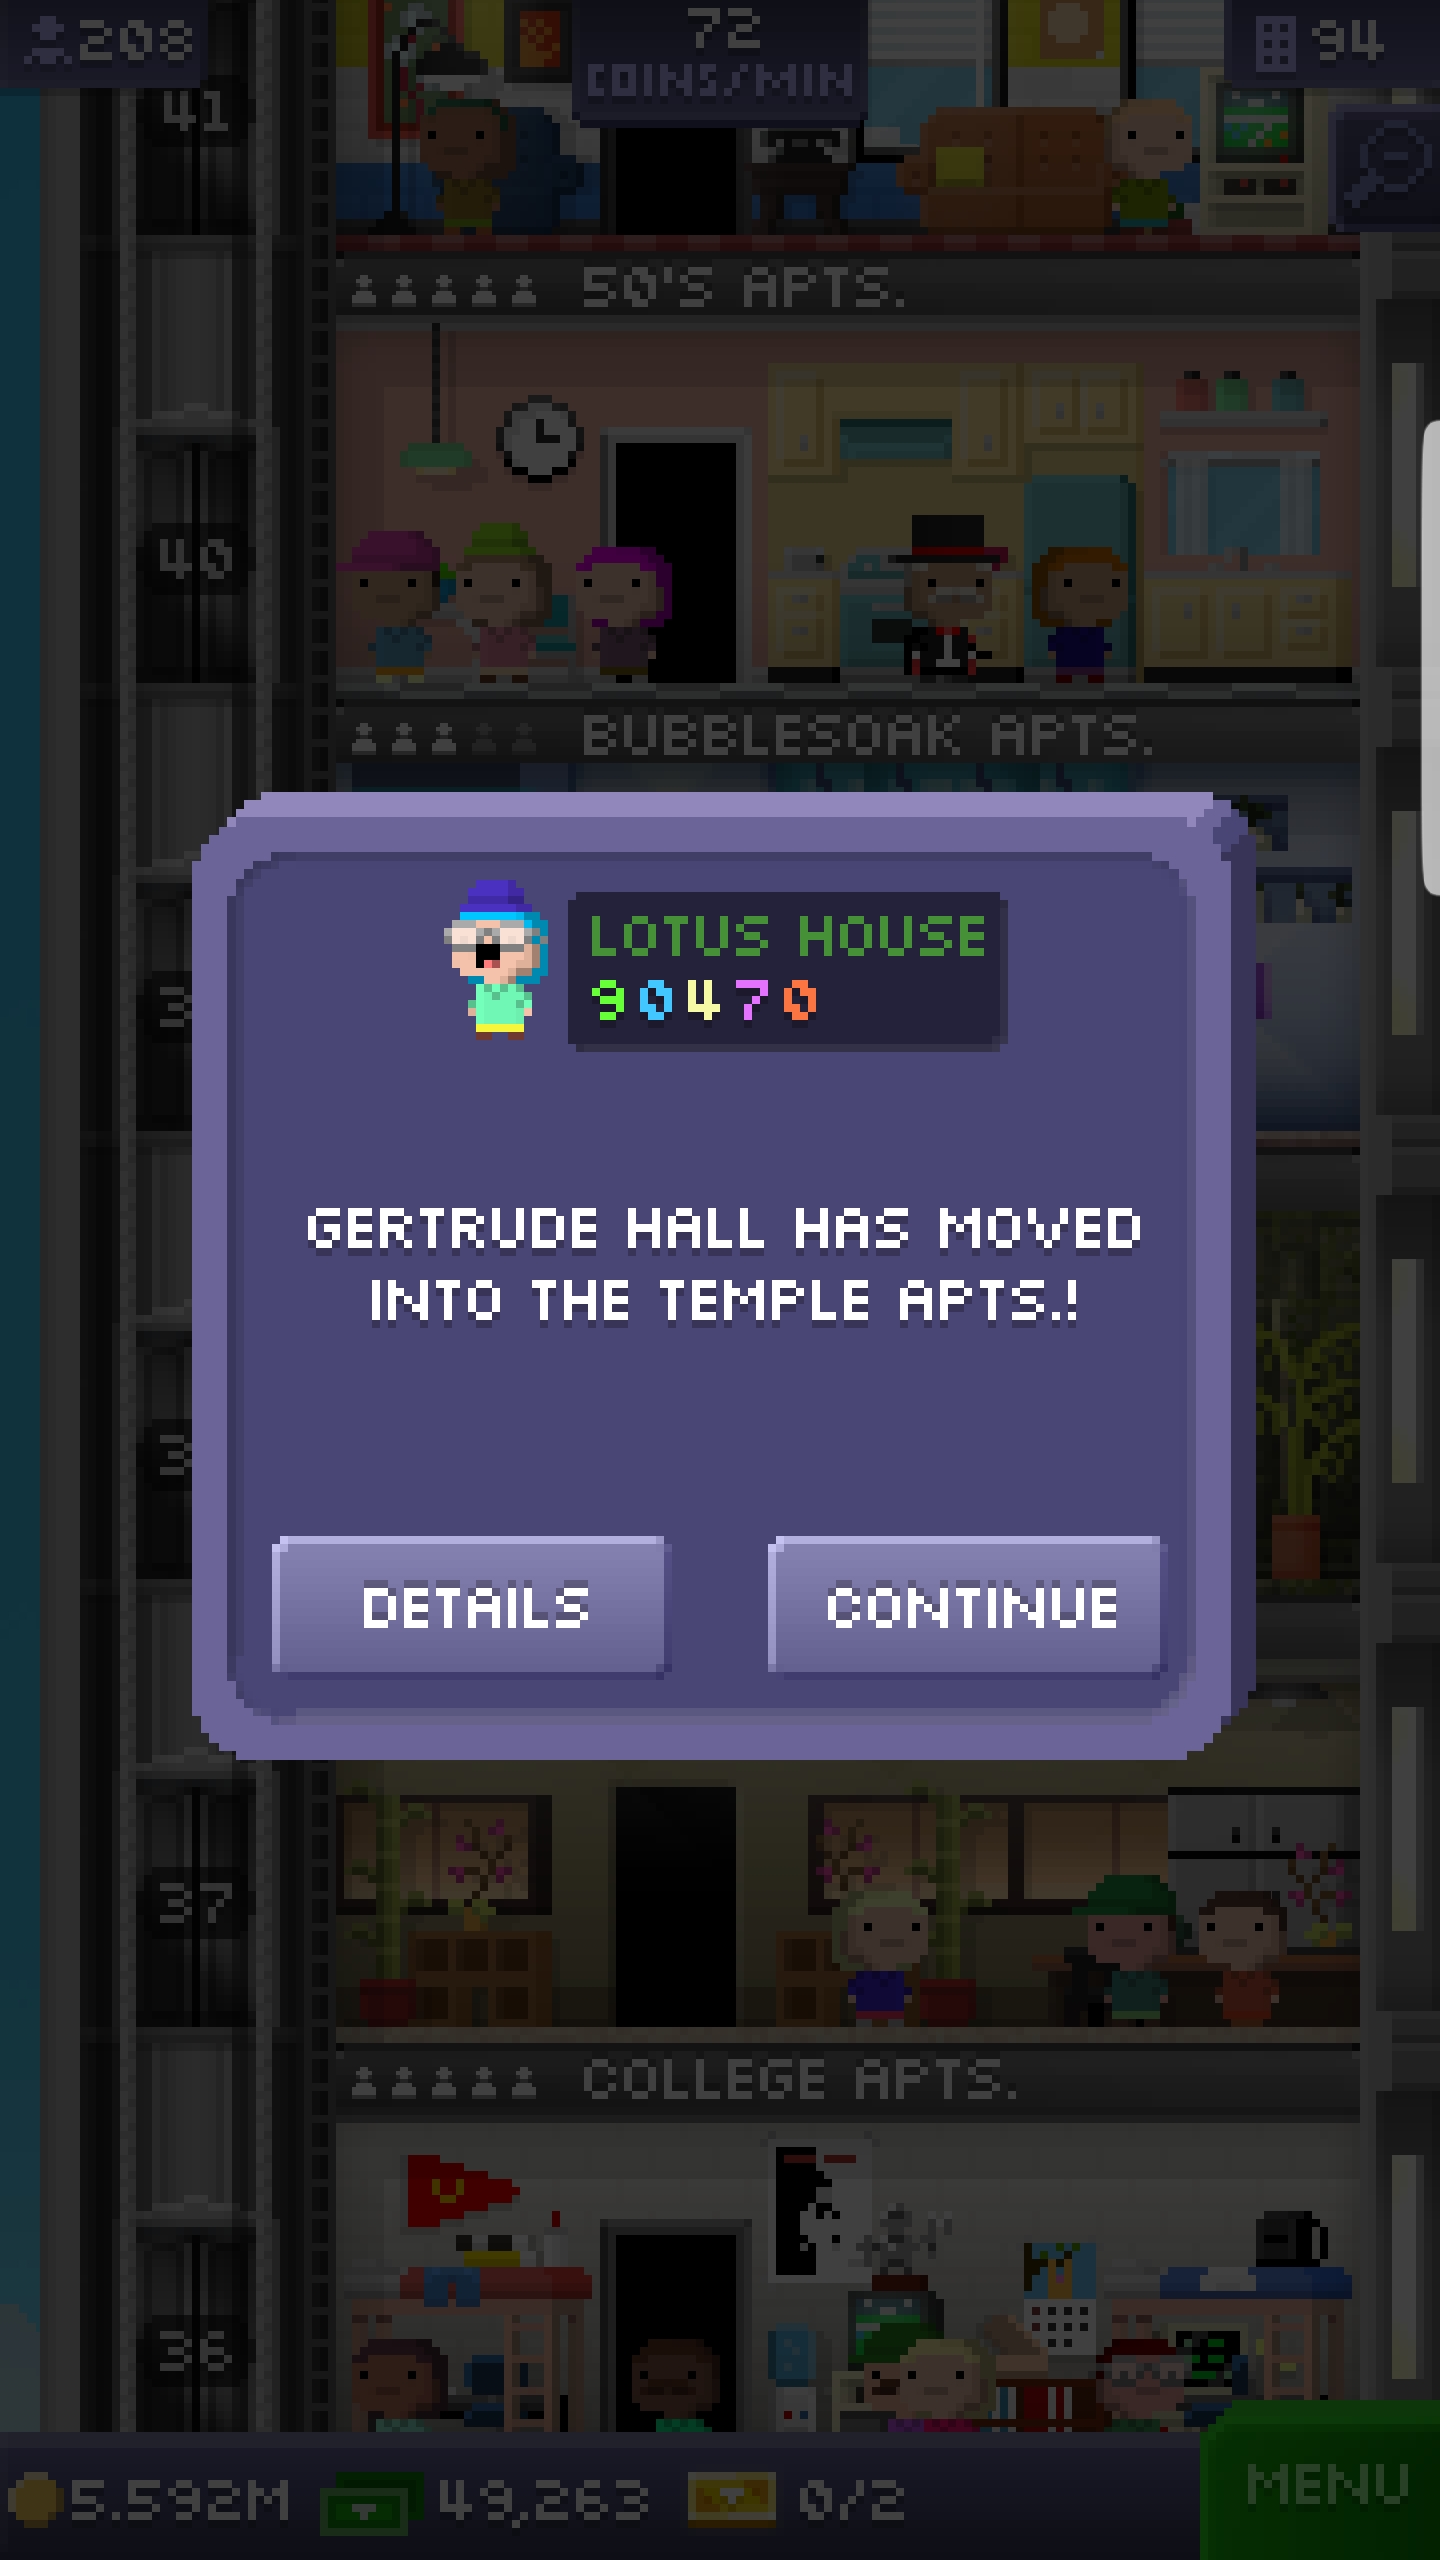 208
72
COINS/MIN
94
41
50'S APTS.
40
BUBBLESOAK APTS.
LOTUS HOUSE
90470
GERTRUDE HALL HAS MOVED
INTO THE TEMPLE APTS.!
DETAILS
CONTINUE
37
COLLEGE APTS.
36
5.592M
49,263
0/2
MENU